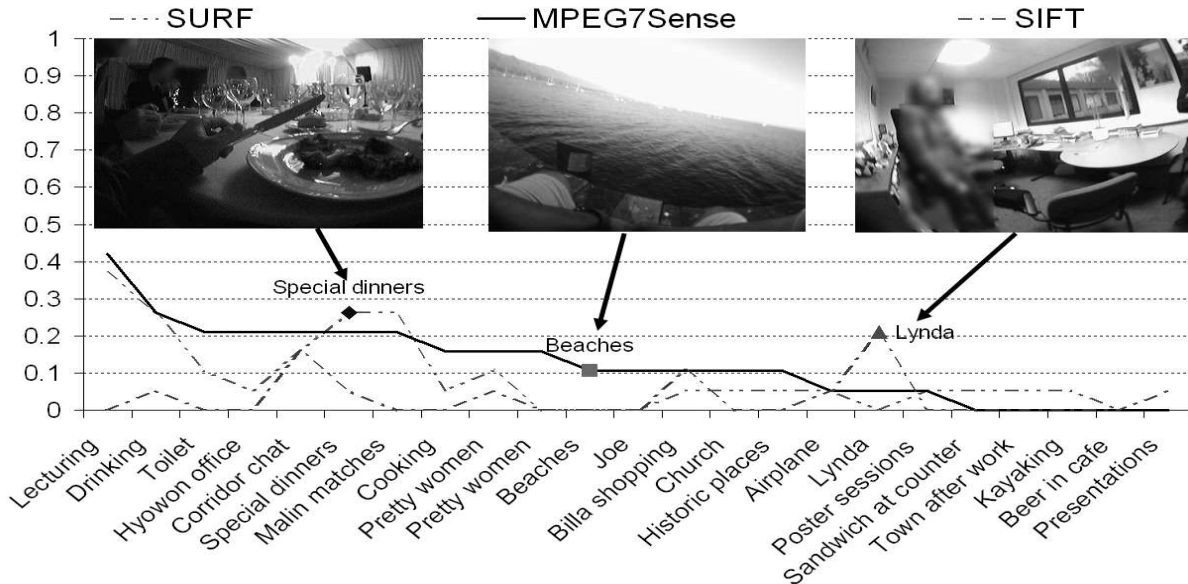 SURF MPEG7Sense SIFT
1
0.9
0.8
0.7
0.6
0.5
0.4
0.3
0.2
0.1
0
Special dinners
Beaches
Lynda
Lecturing
Drinking
Toilet
Hyowon office
Corridor chat
Special dinners
Malin matches
Cooking
Pretty women
Pretty women
Beaches
Joe
Billa shopping
Church
Historic places
Airplane
Lynda
Poster sessions
Sandwich at counter
Town after work
Kayaking
Beer in cafe
Presentations